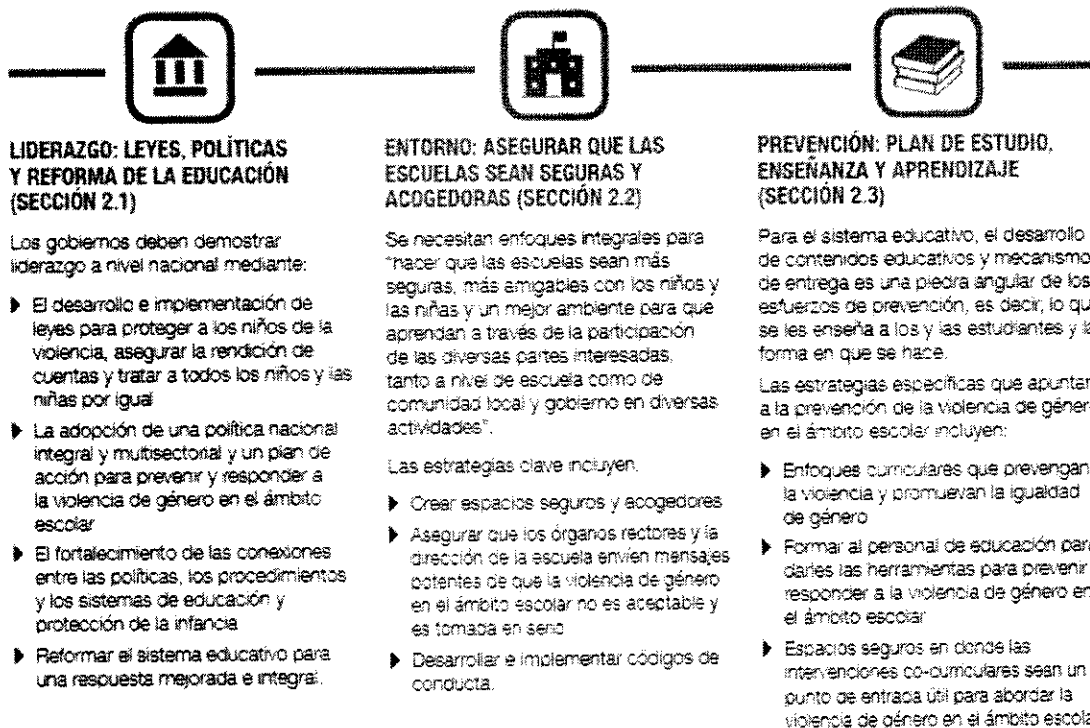 LIDERAZGO: LEYES, POLÍTICAS
Y REFORMA DE LA EDUCACIÓN
(SECCIÓN 2.1)
Los gobiernos deben demostrar
liderazgo a nivel nacional mediante:
El desarrollo e implementación de
leyes para proteger a los niños de la
violencia, asegurar la rendición de
cuentas y tratar a todos los niños y las
niñas por igual
La adopción de una política nacional
integral y multisectorial y un plan de
acción para prevenir y responder a
la violencia de género en el ámbito
escolar
El fortalecimiento de las conexiones
entre las políticas, los procedimientos
y los sistemas de educación y
protección de la infancia
Reformar el sistema educativo para
una respuesta mejorada e integral.
ENTORNO: ASEGURAR QUE LAS
ESCUELAS SEAN SEGURAS Y
ACOGEDORAS (SECCIÓN 2.2)
Se necesitan enfoques integrales para
"hacer que las escuelas sean más
seguras, más amigables con los niños y
las niñas y un mejor ambiente para que
aprendan a través de la participación
de las diversas partes interesadas,
tanto a nivel de escuela como de
comunidad local y gobierno en diversas
actividades".
Las estrategias clave incluyen.
Crear espacios seguros y acogedores
Asegurar que los órganos rectores y la
dirección de la escuela envíen mensajes
potentes de que la violencia de género
en el ámbito escolar no es aceptable y
es tomada en serio
Desarrollar e implementar códigos de
conducta.
PREVENCIÓN: PLAN DE ESTUDIO,
ENSEÑANZA Y APRENDIZAJE
(SECCIÓN 2.3)
Para el sistema educativo, el desarrollo
de contenidos educativos y mecanismo
de entrega es una piedra angular de los
esfuerzos de prevención, es decir, lo qu
se les enseña a los y las estudiantes y la
forma en que se hace.
Las estrategias específicas que apuntan
a la prevención de la violencia de géner
en el ámbito escolar incluyen:
Enfoques curriculares que prevengan
la violencia y promuevan la igualdad
de género
Formar al personal de educación para
darles las herramientas para prevenir
responder a la violencia de género en
el ámbito escolar
Espacios seguros en donde las
intervenciones co-curriculares sean un
punto de entrada útil para abordar la
violencia de género en el ámbito escola